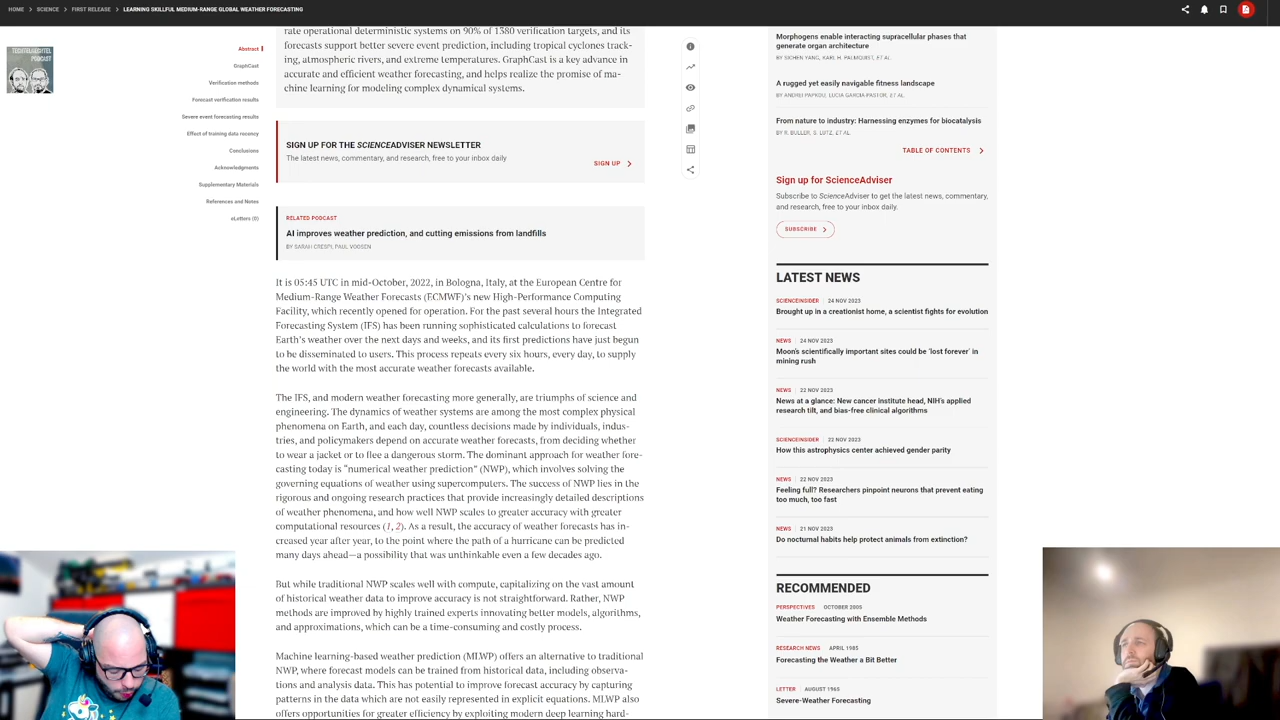 HOME > SCIENCE > FIRST RELEASE > LEARNING SKILLFUL MEDIUM-RANGE GLOBAL WEATHER FORECASTING
TECHTELMECHTEL
PODCAST
Abstract
GraphCast
Verification methods
Forecast verification results
Severe event forecasting results
Effect of training data recency
Conclusions
Acknowledgments
Supplementary Materials
References and Notes
eLetters (0)
rate operational deterministic systems on 90% of 1380 verification targets, and its
forecasts support better severe event prediction, including tropical cyclones track-
ing, atmospheric rivers, and extreme temperatures. GraphCast is a key advance in
accurate and efficient weather forecasting, and helps realize the promise of ma-
chine learning for modeling complex dynamical systems.
SIGN UP FOR THE SCIENCEADVISER NEWSLETTER
The latest news, commentary, and research, free to your inbox daily
SIGN UP >
RELATED PODCAST
AI improves weather prediction, and cutting emissions from landfills
BY SARAH CRESPI, PAUL VOOSEN
It is 05:45 UTC in mid-October, 2022, in Bologna, Italy, at the European Centre for
Medium-Range Weather Forecasts (ECMWF)'s new High-Performance Computing
Facility, which recently opened for operation. For the past several hours the Integrated
Forecasting System (IFS) has been running sophisticated calculations to forecast
Earth's weather over the next days and weeks, and its first predictions have just begun
to be disseminated to users. This process repeats every six hours, every day, to supply
the world with the most accurate weather forecasts available.
The IFS, and modern weather forecasting more generally, are triumphs of science and
engineering. The dynamics of weather systems are among the most complex physical
phenomena on Earth, and each day, countless decisions made by individuals, indus-
tries, and policymakers depend on accurate weather forecasts, from deciding whether
to wear a jacket or to flee a dangerous storm. The dominant approach for weather fore-
casting today is “numerical weather prediction” (NWP), which involves solving the
governing equations of weather using supercomputers. The success of NWP lies in the
rigorous and ongoing research practices that provide increasingly detailed descriptions
of weather phenomena, and how well NWP scales to greater accuracy with greater
computational resources (1, 2). As a result, the accuracy of weather forecasts has in-
creased year after year, to the point where the path of a hurricane can be predicted
many days ahead—a possibility that was unthinkable even a few decades ago.
But while traditional NWP scales well with compute, capitalizing on the vast amount
of historical weather data to improve accuracy is not straightforward. Rather, NWP
methods are improved by highly trained experts innovating better models, algorithms,
and approximations, which can be a time-consuming and costly process.
Machine learning-based weather prediction (MLWP) offers an alternative to traditional
NWP, where forecast models can be trained from historical data, including observa-
tions and analysis data. This has potential to improve forecast accuracy by capturing
patterns in the data which are not easily represented in explicit equations. MLWP also
offers opportunities for greater efficiency by exploiting modern deep learning hard-
Morphogens enable interacting supracellular phases that
generate organ architecture
BY SICHEN YANG, KARL H. PALMQUIST, ET AL.
A rugged yet easily navigable fitness landscape
BY ANDREI PAPKOU, LUCIA GARCIA-PASTOR, ET AL.
From nature to industry: Harnessing enzymes for biocatalysis
BY R. BULLER, S. LUTZ, ET AL.
TABLE OF CONTENTS >
Sign up for ScienceAdviser
Subscribe to ScienceAdviser to get the latest news, commentary,
and research, free to your inbox daily.
SUBSCRIBE >
LATEST NEWS
SCIENCEINSIDER | 24 NOV 2023
Brought up in a creationist home, a scientist fights for evolution
NEWS | 24 NOV 2023
Moon's scientifically important sites could be ‘lost forever’ in
mining rush
NEWS | 22 NOV 2023
News at a glance: New cancer institute head, NIH's applied
research tilt, and bias-free clinical algorithms
SCIENCEINSIDER | 22 NOV 2023
How this astrophysics center achieved gender parity
NEWS | 22 NOV 2023
Feeling full? Researchers pinpoint neurons that prevent eating
too much, too fast
NEWS | 21 NOV 2023
Do nocturnal habits help protect animals from extinction?
RECOMMENDED
PERSPECTIVES | OCTOBER 2005
Weather Forecasting with Ensemble Methods
RESEARCH NEWS | APRIL 1985
Forecasting the Weather a Bit Better
LETTER | AUGUST 1965
Severe-Weather Forecasting